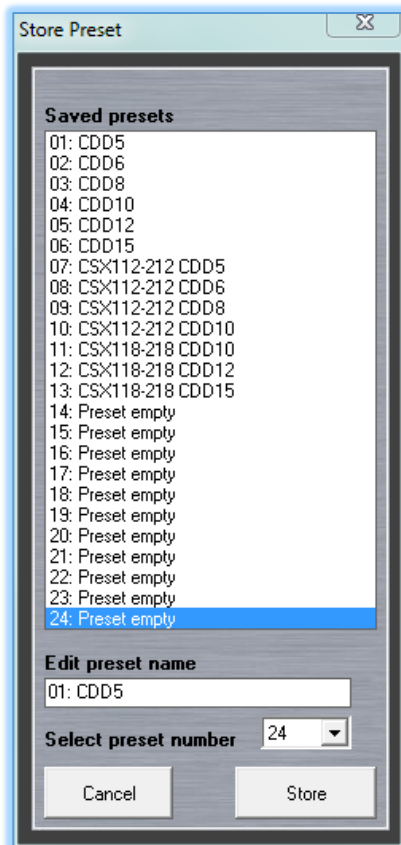 Store Preset
Saved presets
01: CDD5
02: CDD6
03: CDD8
04: CDD10
05: CDD12
06: CDD15
07: CSX112-212 CDD5
08: CSX112-212 CDD6
09: CSX112-212 CDD8
10: CSX112-212 CDD10
11: CSX118-218 CDD10
12: CSX118-218 CDD12
13: CSX118-218 CDD15
14: Preset empty
15: Preset empty
16: Preset empty
17: Preset empty
18: Preset empty
19: Preset empty
20: Preset empty
21: Preset empty
22: Preset empty
23: Preset empty
24: Preset empty
Edit preset name
01: CDD5
Select preset number 24
Cancel Store